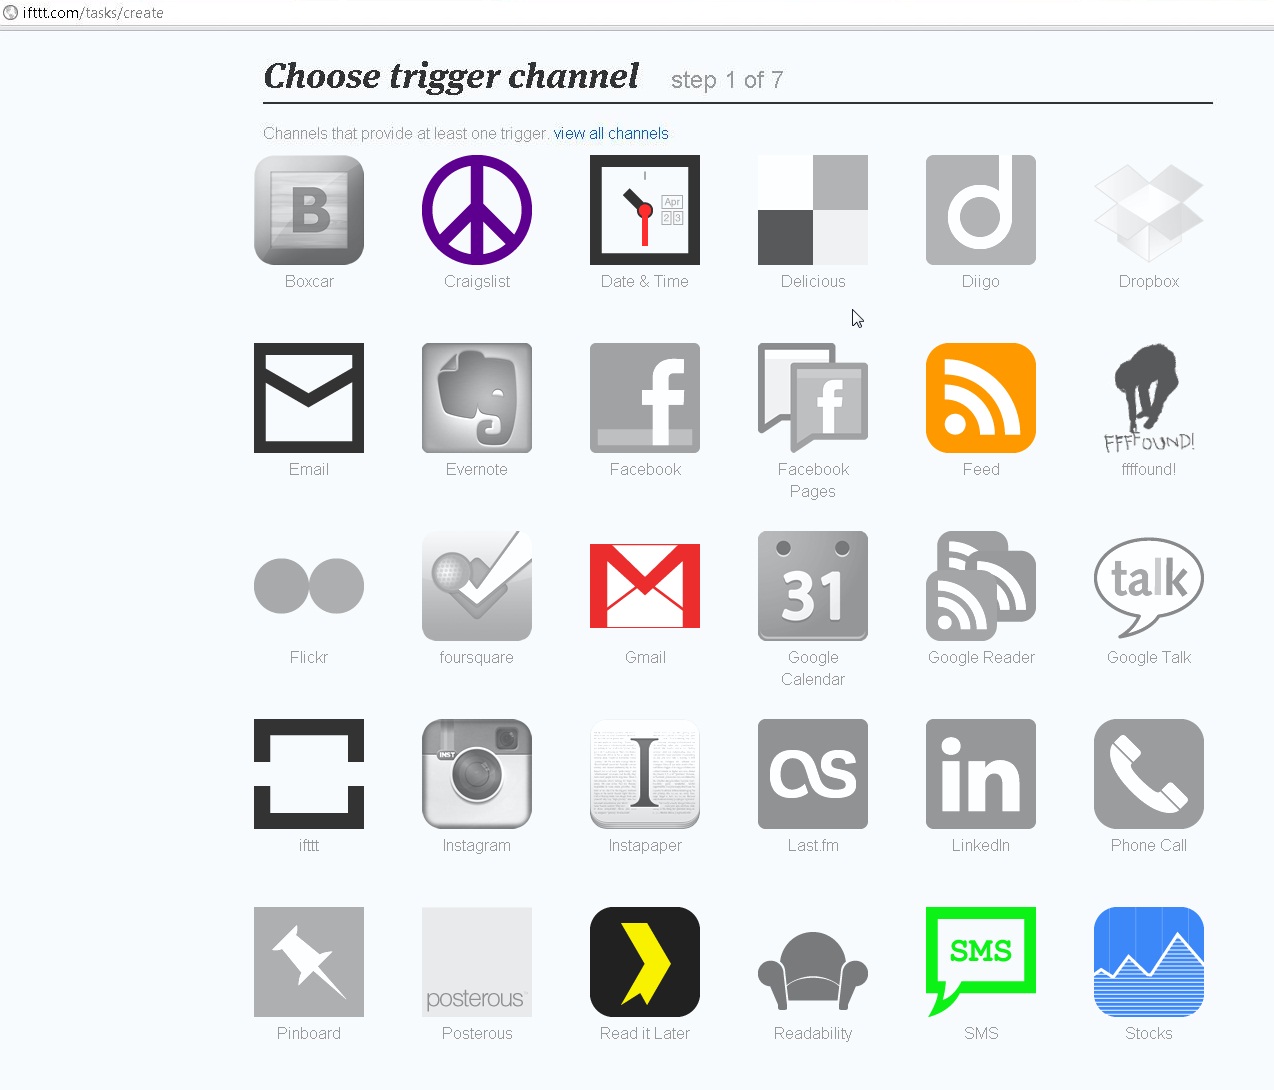 ifttt.com/tasks/create
Choose trigger channel step 1 of 7
Channels that provide at least one trigger. view all channels
B
Apr
2 3
d
Boxcar Craigslist Date & Time Delicious Diigo Dropbox
f
f
FFFFOUND!
Email Evernote Facebook Facebook Pages Feed ffffound!
31
talk
Flickr foursquare Gmail Google Calendar Google Reader Google Talk
INST
I
as
in
ifttt Instagram Instapaper Last.fm LinkedIn Phone Call
posterous
SMS
Pinboard Posterous Read it Later Readability SMS Stocks